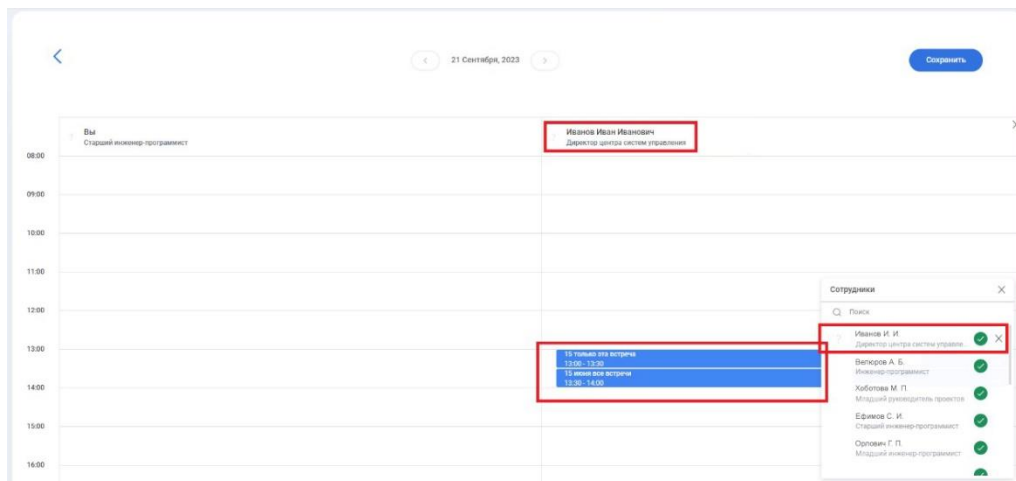 21 Сентября, 2023
Сохранить
Вы
Старший инженер-программист
Иванов Иван Иванович
Директор центра систем управления
08:00
09:00
10:00
11:00
12:00
13:00
14:00
15:00
16:00
15 только эта встреча
13:00 - 13:30
15 июня все встречи
13:30 - 14:00
Сотрудники
Поиск
Иванов И. И.
Директор центра систем управле...
Велюров А. Б.
Инженер-программист
Хоботова М. П.
Младший руководитель проектов
Ефимов С. И.
Старший инженер-программист
Орлович Г. П.
Младший инженер-программист